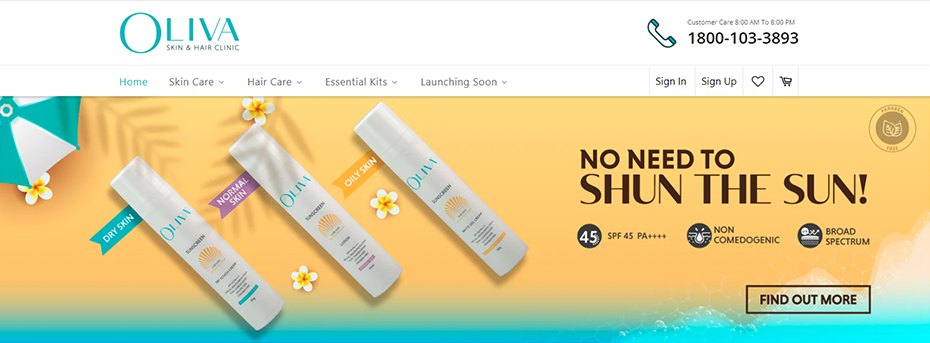 OLIVA
SKIN & HAIR CLINIC
Customer Care 8:00 AM To 8:00 PM
1800-103-3893
Home
Skin Care
Hair Care
Essential Kits
Launching Soon
Sign In
Sign Up
DRY SKIN
OLIVA
SUNSCREEN
NORMAL
SKIN
OLIVA
SUNSCREEN
LOTION
OILY SKIN
OLIVA
SUNSCREEN
PARABEN
FREE
NO NEED TO
SHUN THE SUN!
45
SPF 45 PA++++
NON
COMEDOGENIC
BROAD
SPECTRUM
FIND OUT MORE